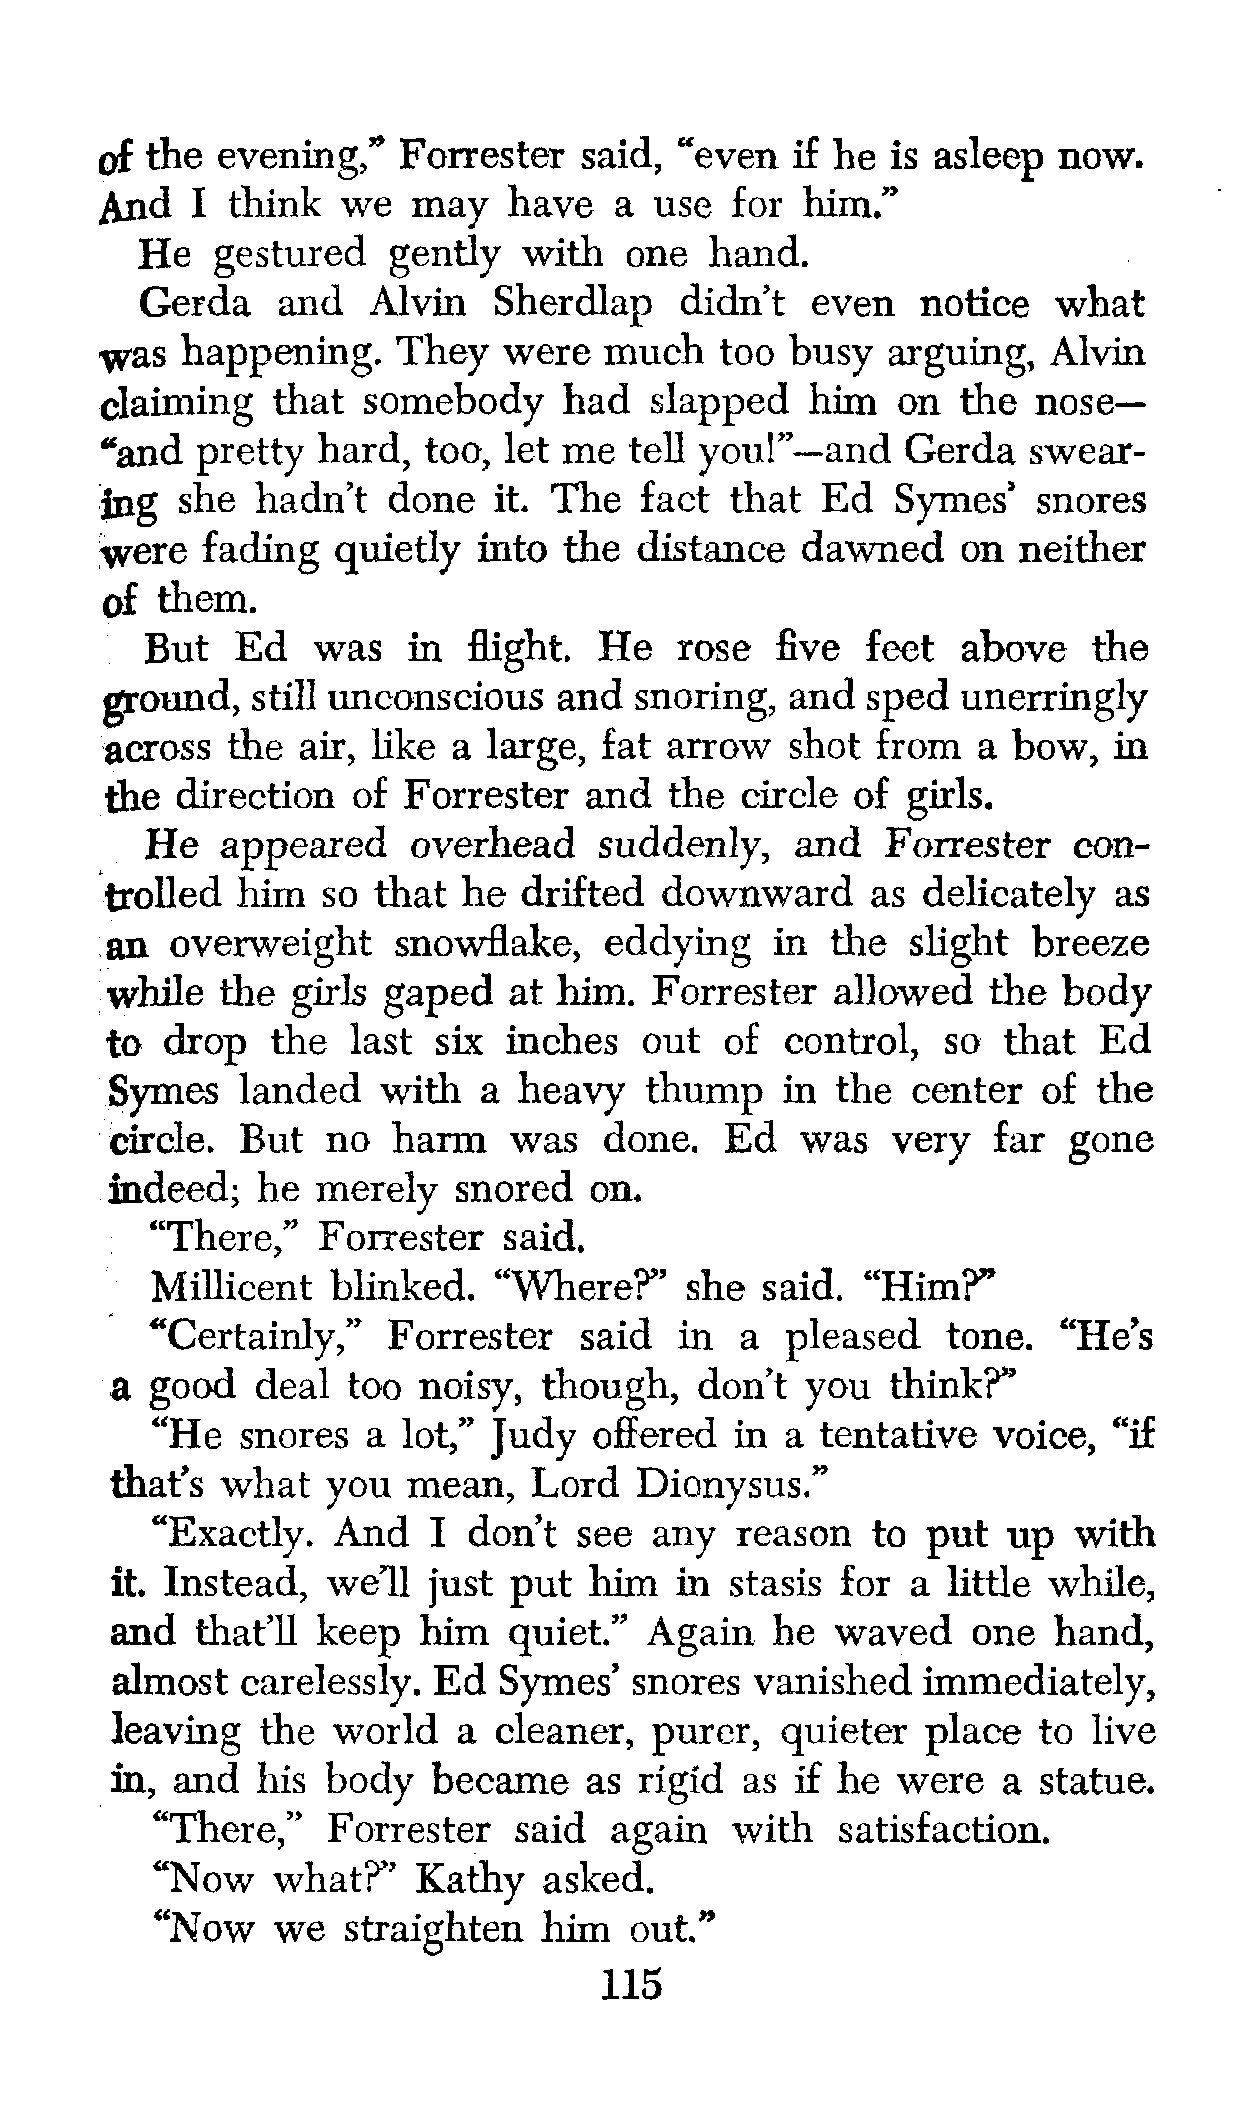 of the evening,” Forrester said, “even if he is asleep now.
And I think we may have a use for him.”
He gestured gently with one hand.
Gerda and Alvin Sherdlap didn’t even notice what
was happening. They were much too busy arguing, Alvin
claiming that somebody had slapped him on the nose—
“and pretty hard, too, let me tell you!”—and Gerda swear-
ing she hadn’t done it. The fact that Ed Symes’ snores
were fading quietly into the distance dawned on neither
of them.
But Ed was in flight. He rose five feet above the
ground, still unconscious and snoring, and sped unerringly
across the air, like a large, fat arrow shot from a bow, in
the direction of Forrester and the circle of girls.
He appeared overhead suddenly, and Forrester con-
trolled him so that he drifted downward as delicately as
an overweight snowflake, eddying in the slight breeze
while the girls gaped at him. Forrester allowed the body
to drop the last six inches out of control, so that Ed
Symes landed with a heavy thump in the center of the
circle. But no harm was done. Ed was very far gone
indeed; he merely snored on.
“There,” Forrester said.
Millicent blinked. “Where?” she said. “Him?”
“Certainly,” Forrester said in a pleased tone. “He’s
a good deal too noisy, though, don’t you think?”
“He snores a lot,” Judy offered in a tentative voice, “if
that’s what you mean, Lord Dionysus.”
“Exactly. And I don’t see any reason to put up with
it. Instead, we’ll just put him in stasis for a little while,
and that’ll keep him quiet.” Again he waved one hand,
almost carelessly. Ed Symes’ snores vanished immediately,
leaving the world a cleaner, purer, quieter place to live
in, and his body became as rigid as if he were a statue.
“There,” Forrester said again with satisfaction.
“Now what?” Kathy asked.
“Now we straighten him out.”
115